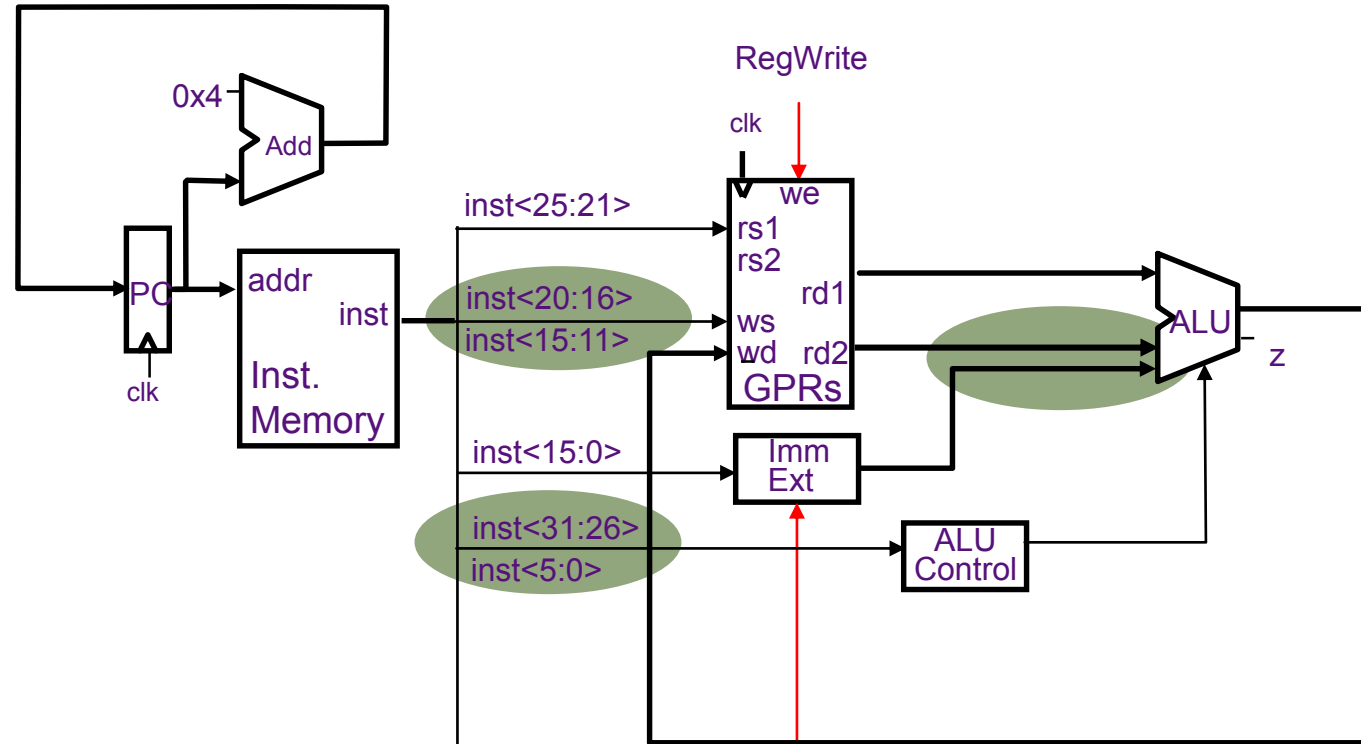 RegWrite
0x4
Add
clk
inst<25:21>
we
rs1
rs2
PC
addr
inst
inst<20:16>
rd1
ws
inst<15:11>
wd
rd2
ALU
z
clk
Inst.
Memory
GPRs
inst<15:0>
Imm
Ext
inst<31:26>
inst<5:0>
ALU
Control